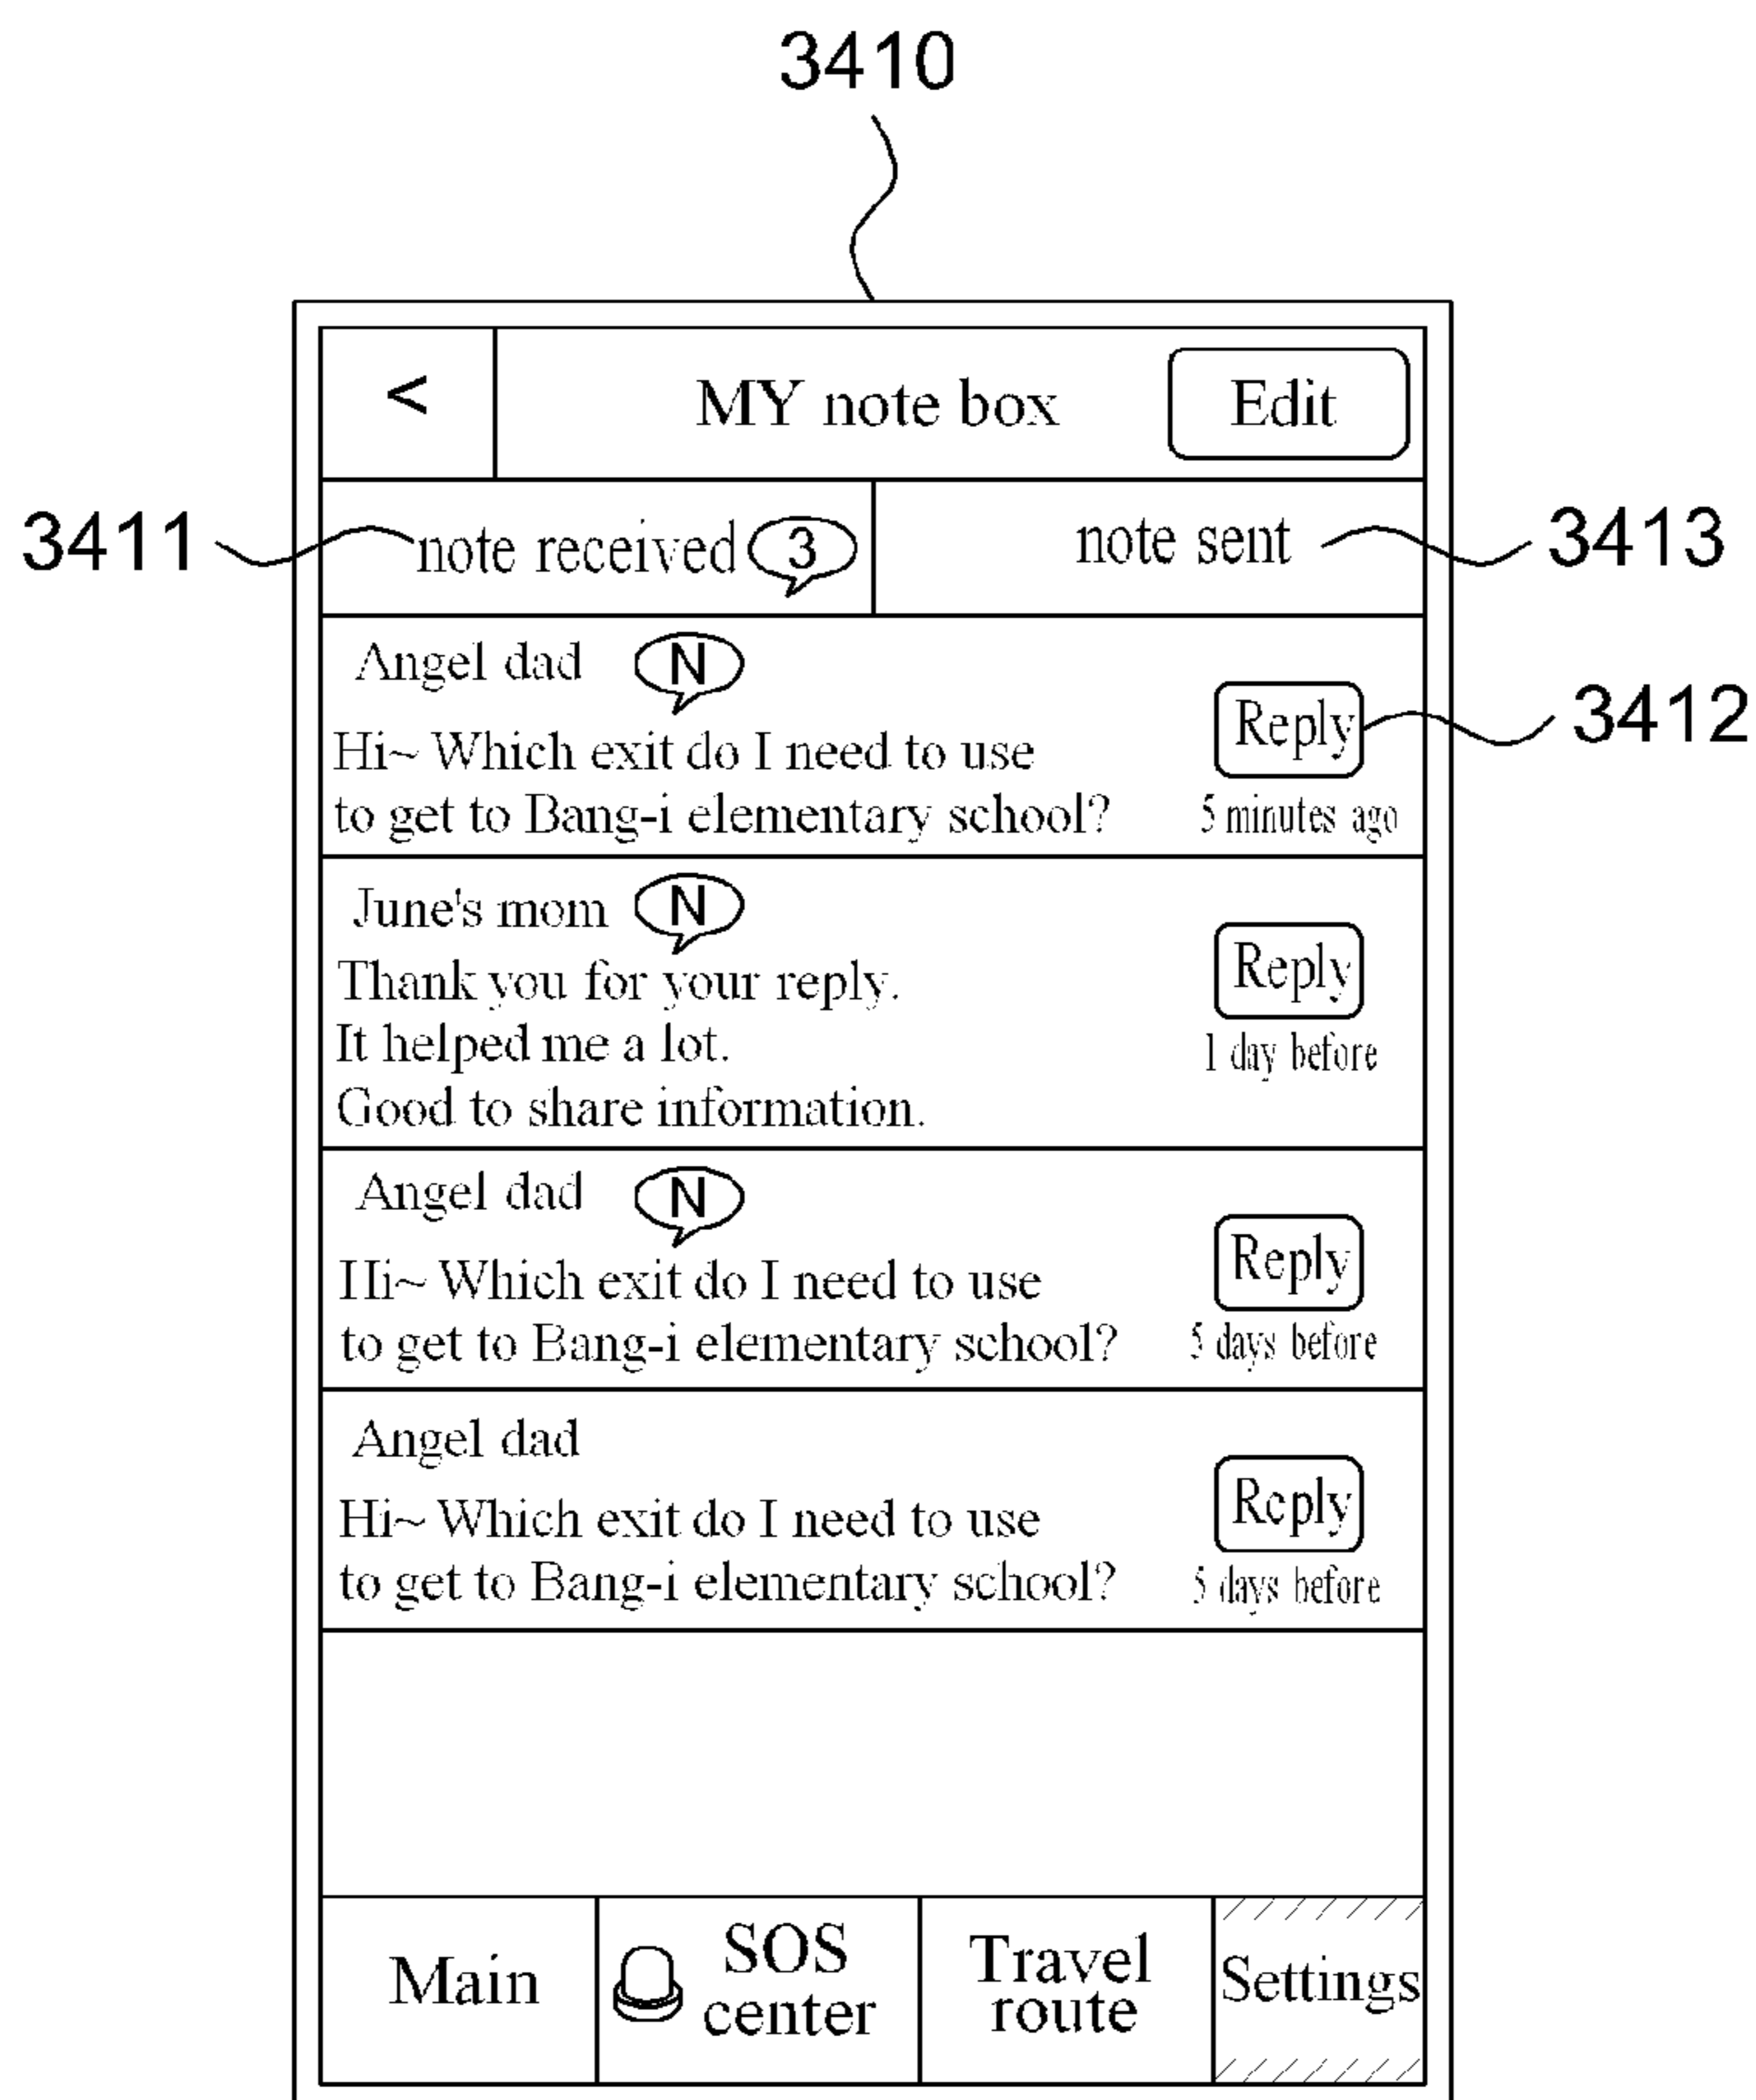 3410
< MY note box Edit
3411 note received 3 note sent 3413
Angel dad N
Reply 3412
Hi~ Which exit do I need to use
to get to Bang-i elementary school? 5 minutes ago
June's mom N
Reply
Thank you for your reply.
It helped me a lot. 1 day before
Good to share information.
Angel dad N
Reply
Hi~ Which exit do I need to use
to get to Bang-i elementary school? 5 days before
Angel dad
Reply
Hi~ Which exit do I need to use
to get to Bang-i elementary school? 5 days before
Main SOS center Travel route Settings